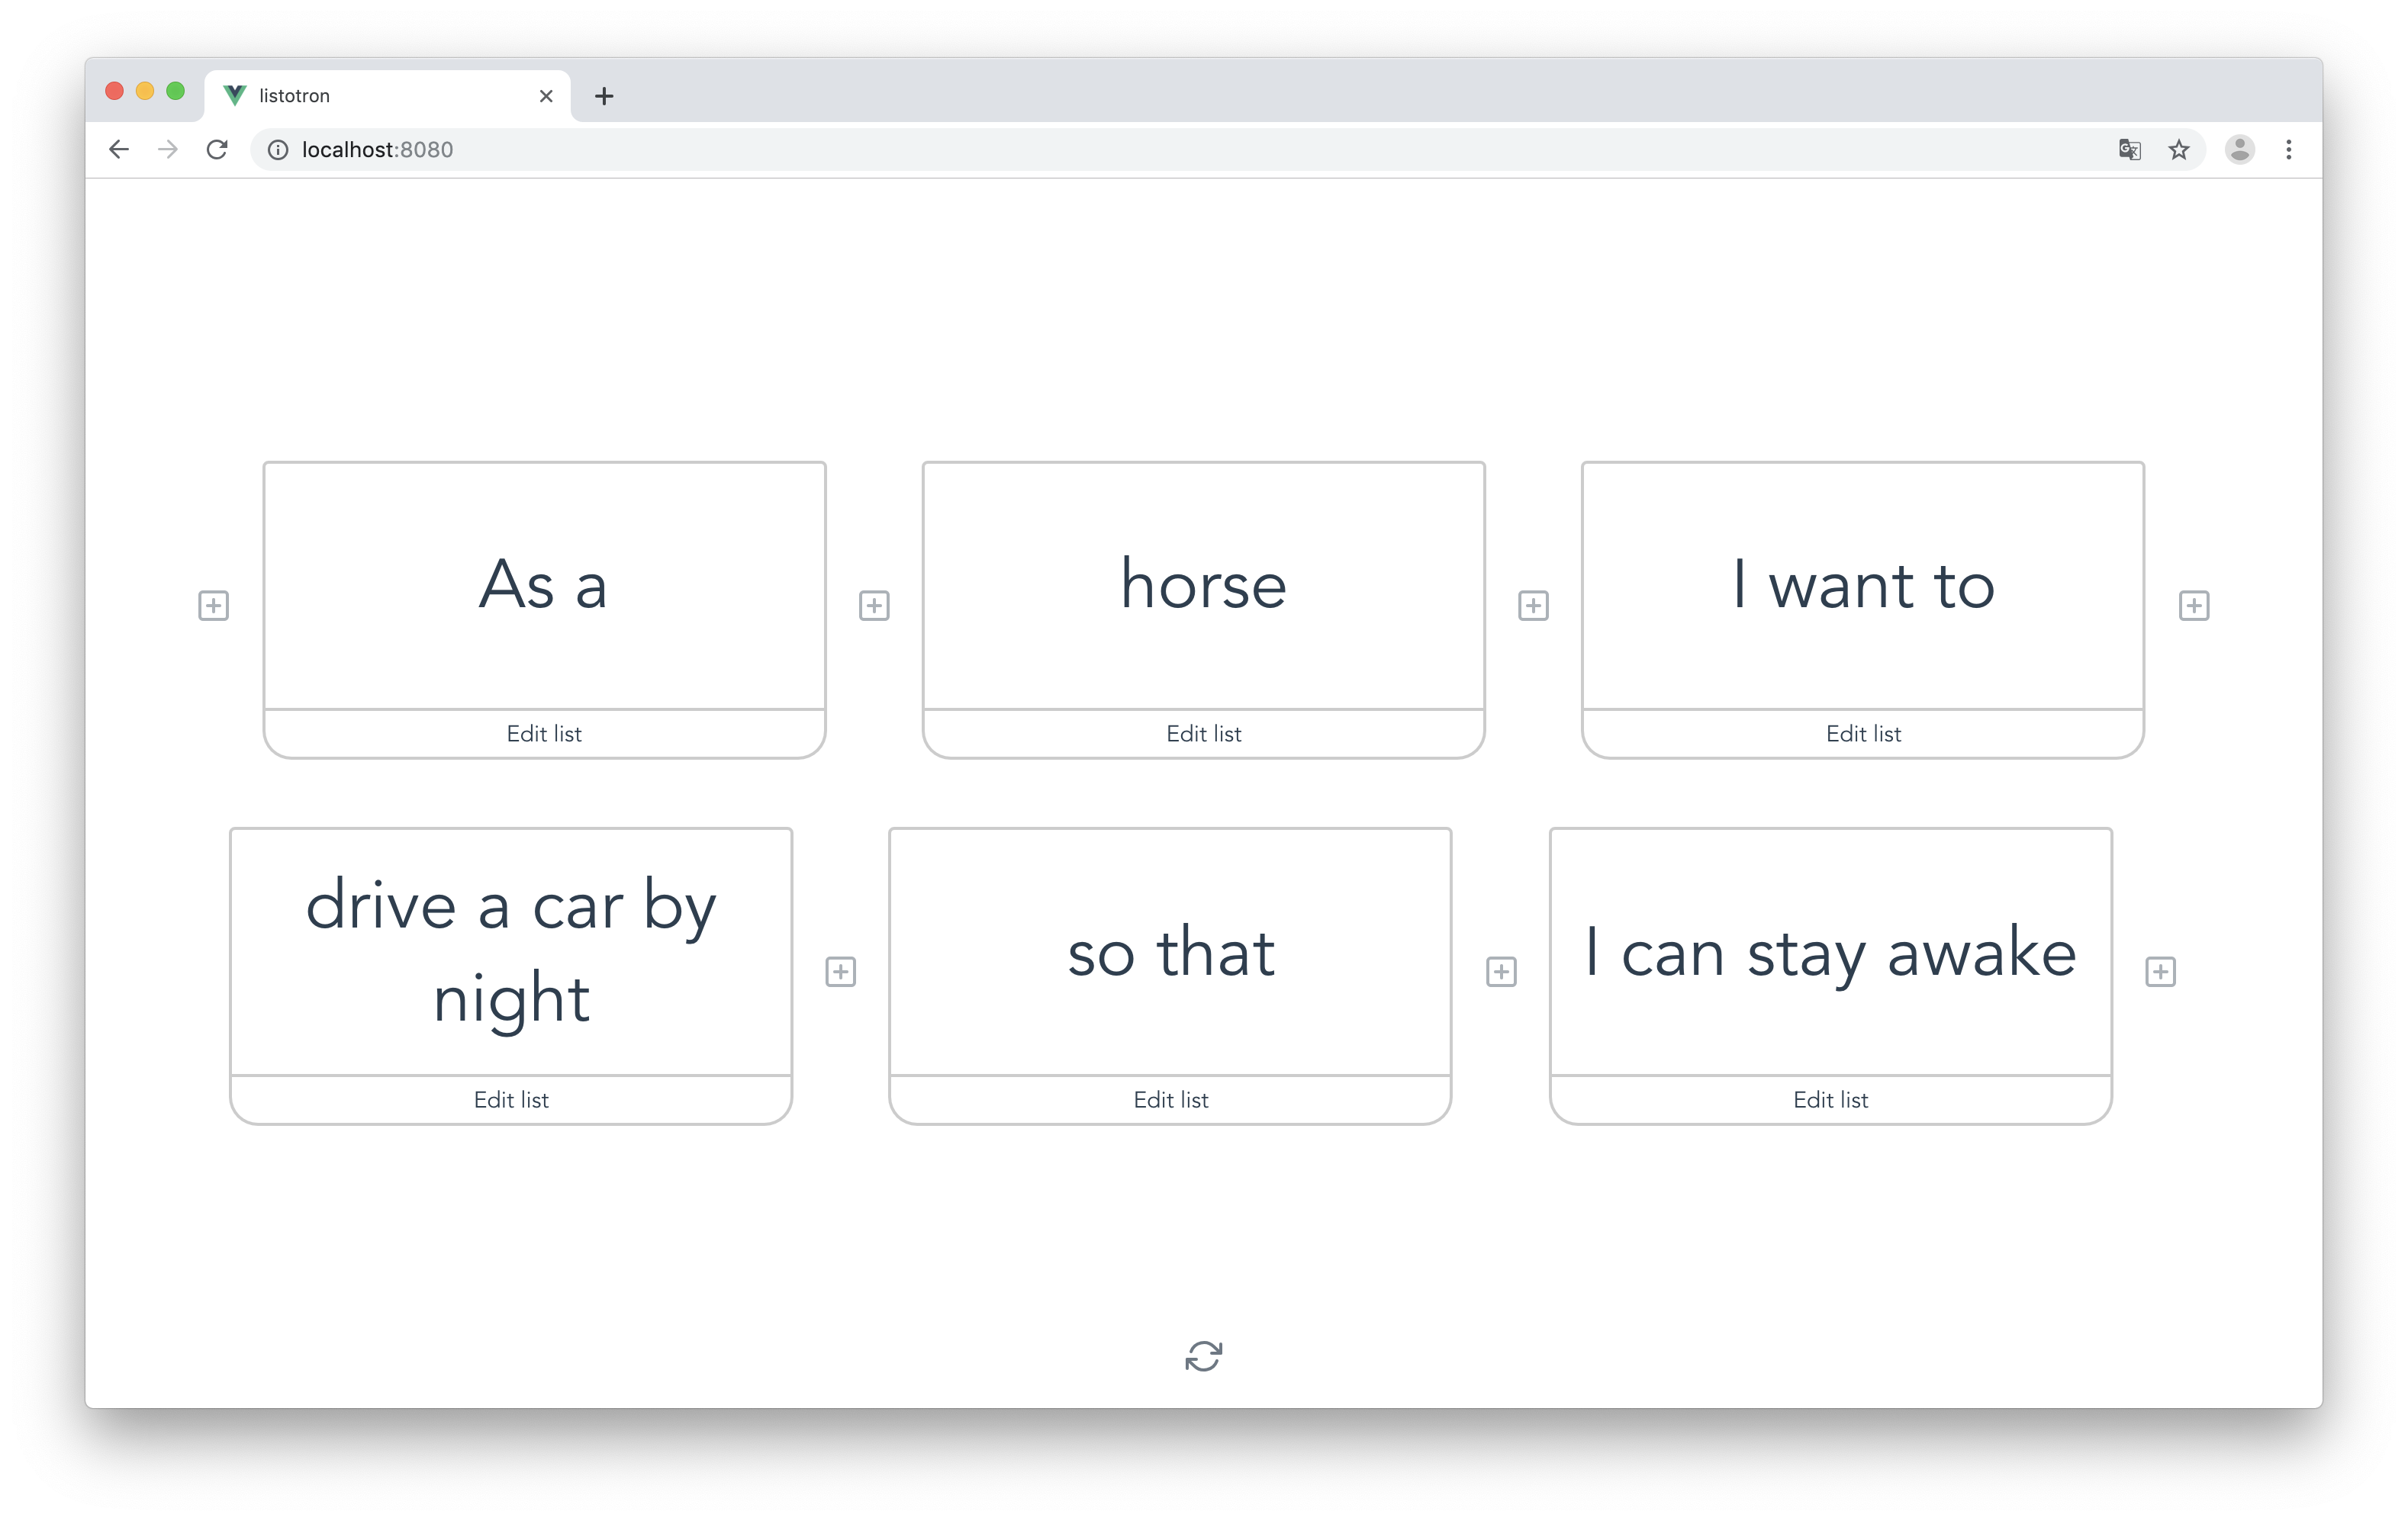 listotron
localhost:8080
As a
horse
I want to
Edit list
Edit list
Edit list
drive a car by
night
so that
I can stay awake
Edit list
Edit list
Edit list